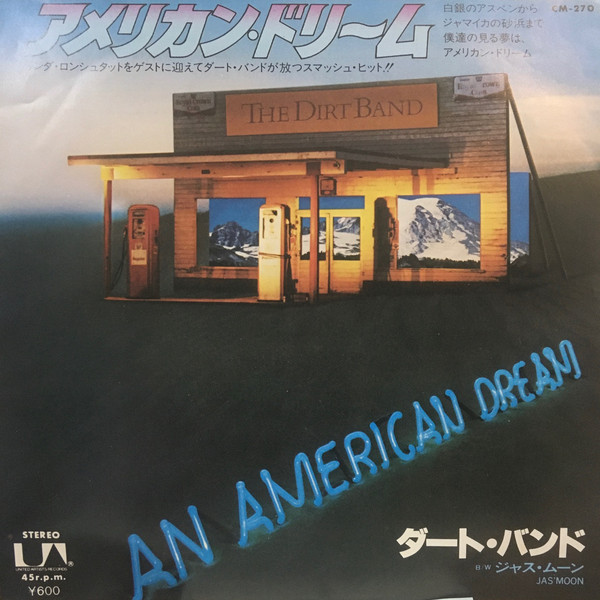 アメリカン・ドリーム
ンダ・ロンシュタットをゲストに迎えてダート・バンドが放つスマッシュ・ヒット!!
白銀のアスペンから
ジャマイカの砂浜まで
僕達の見る夢は、
アメリカン・ドリーム
CM-270
THE DIRT BAND
AN AMERICAN DREAM
ダート・バンド
B/W ジャス・ムーン
JAS'MOON
STEREO
UA
UNITED ARTISTS RECORDS
®
45 r.p.m.
¥600